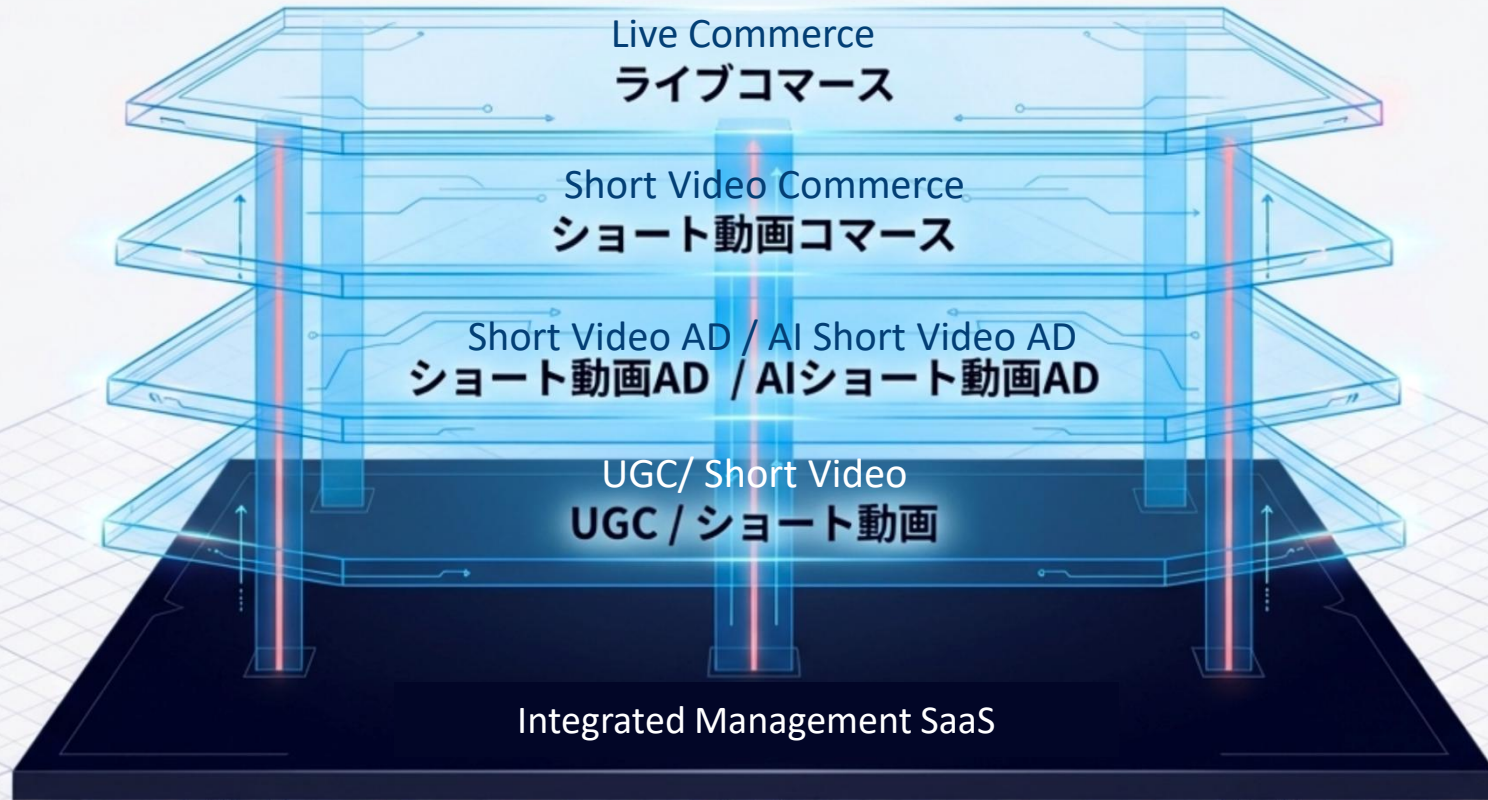 Live Commerce
ライブコマース
Short Video Commerce
ショート動画コマース
Short Video AD / AI Short Video AD
ショート動画AD / AIショート動画AD
UGC/ Short Video
UGC / ショート動画
Integrated Management SaaS